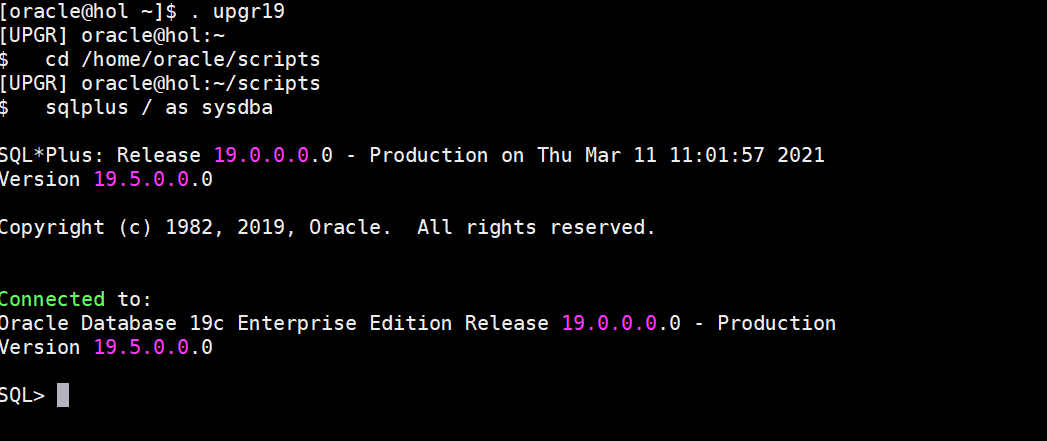 [oracle@hol ~]$ . upgr19
[UPGR] oracle@hol:~
$   cd /home/oracle/scripts
[UPGR] oracle@hol:~/scripts
$   sqlplus / as sysdba
SQL*Plus: Release 19.0.0.0.0 - Production on Thu Mar 11 11:01:57 2021
Version 19.5.0.0.0
Copyright (c) 1982, 2019, Oracle.  All rights reserved.
Connected to:
Oracle Database 19c Enterprise Edition Release 19.0.0.0.0 - Production
Version 19.5.0.0.0
SQL>